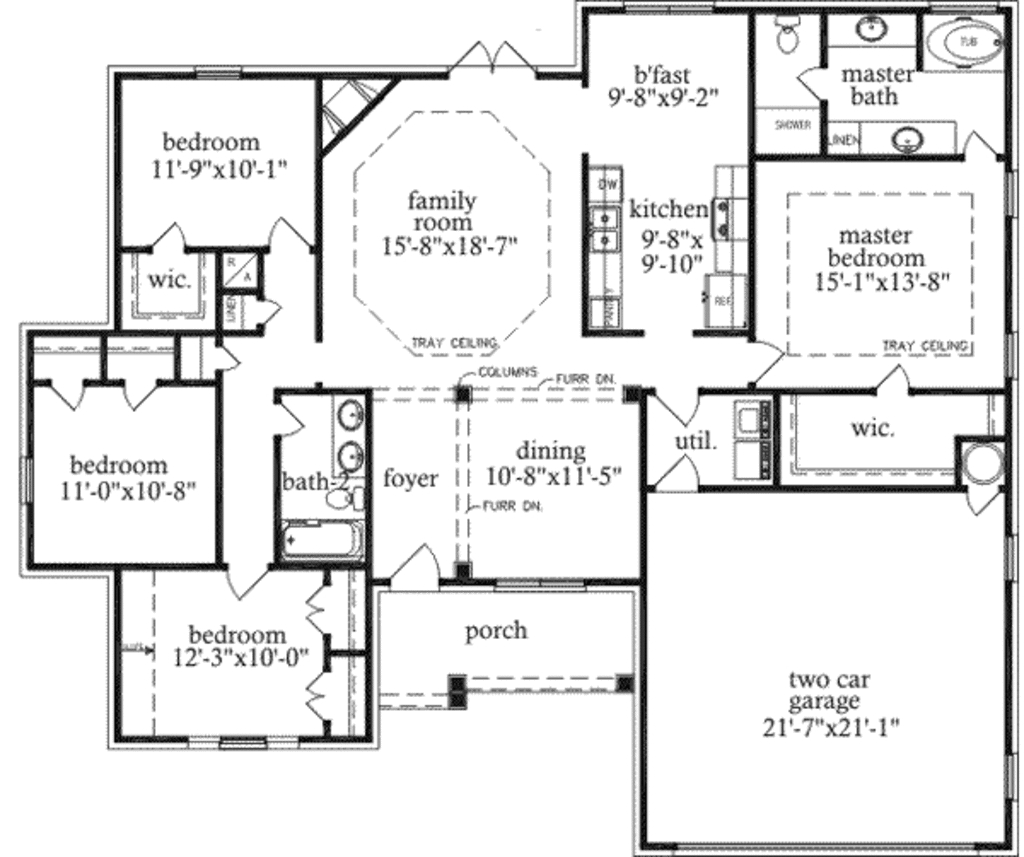 b'fast
9'-8"x9'-2"
TUB
master
bath
SHOWER
LINEN
bedroom
11'-9"x10'-1"
family
room
15'-8"x18'-7"
DW
kitchen
9'-8"x
9'-10"
PANTRY
REF
master
bedroom
15'-1"x13'-8"
TRAY CEILING
wic.
R
A
LINEN
TRAY CEILING
COLUMNS
FURR DN.
bedroom
11'-0"x10'-8"
bath-2
foyer
dining
10'-8"x11'-5"
FURR DN.
util.
wic.
bedroom
12'-3"x10'-0"
porch
two car
garage
21'-7"x21'-1"